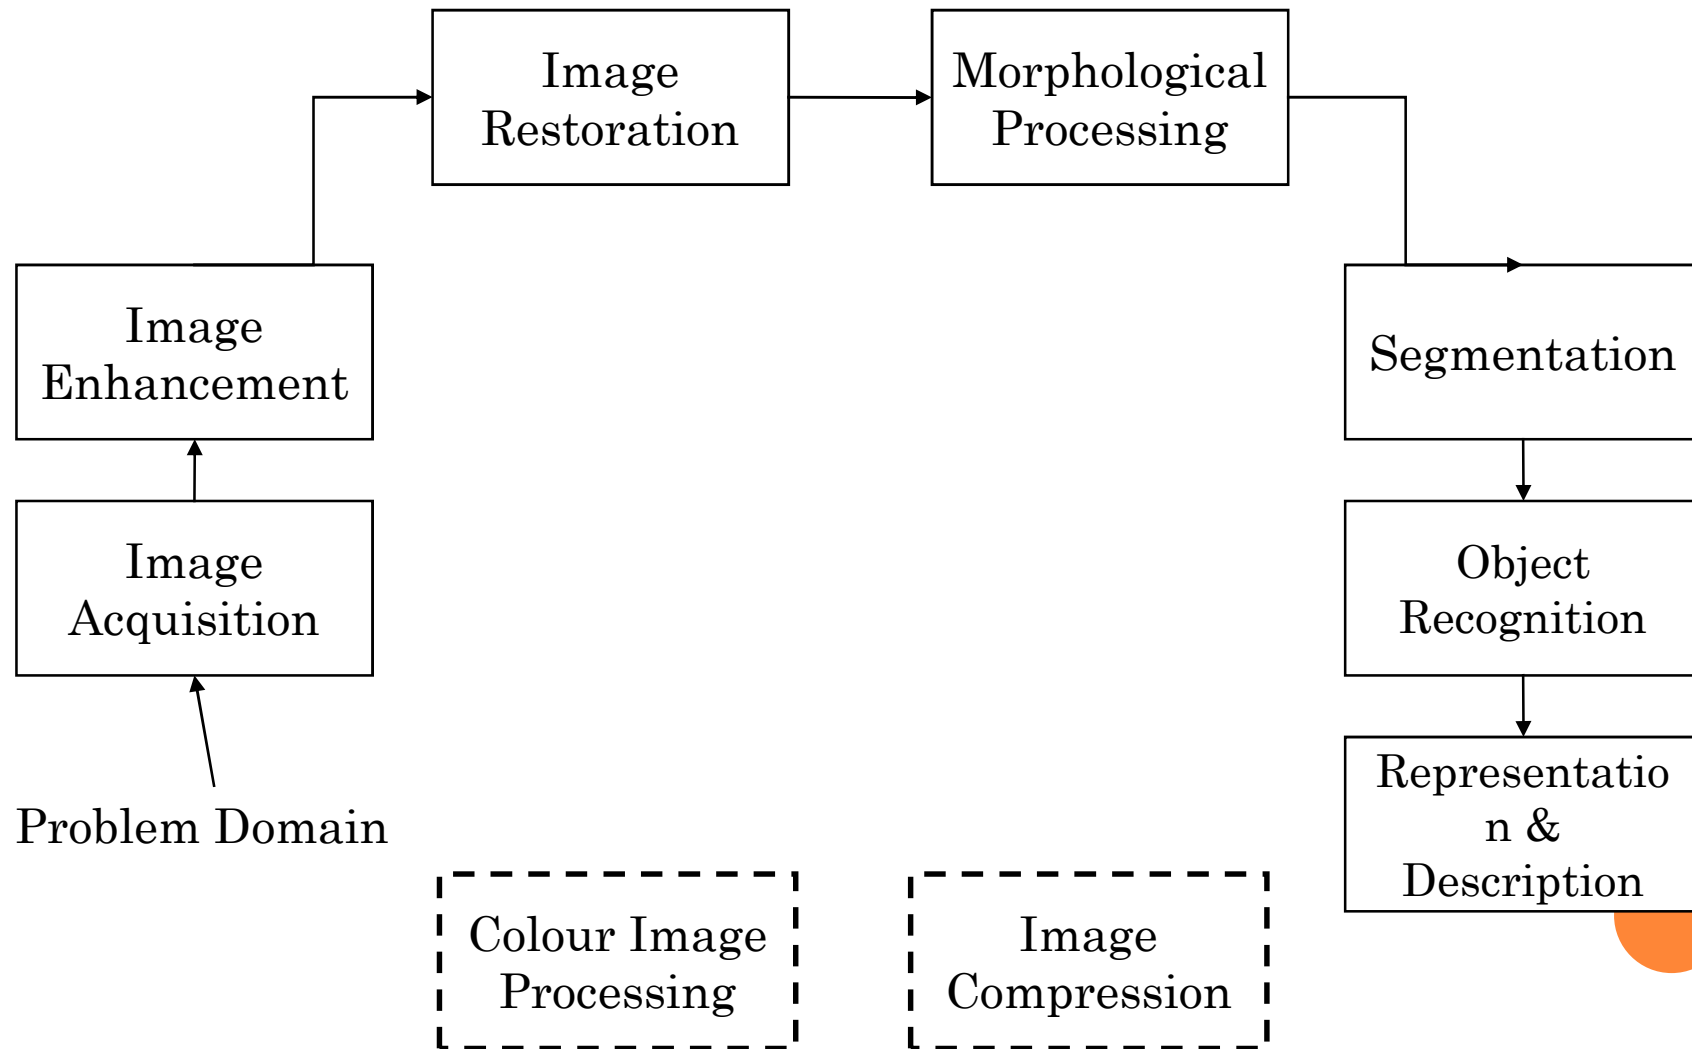 Image
Restoration
Morphological
Processing
Image
Enhancement
Segmentation
Image
Acquisition
Object
Recognition
Problem Domain
Representatio
n &
Description
Colour Image
Processing
Image
Compression